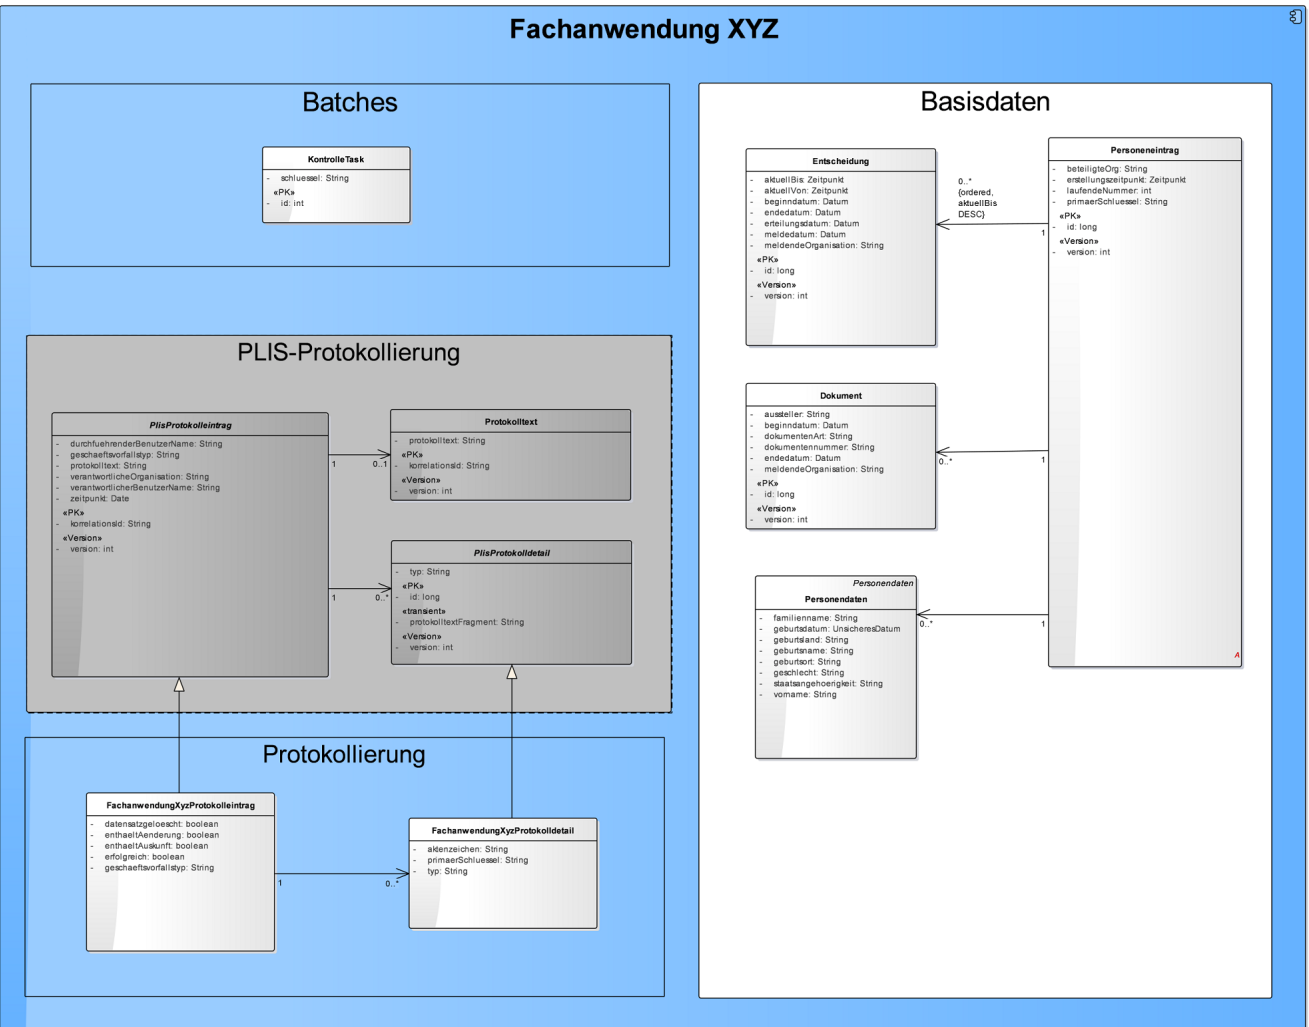 Fachanwendung XYZ
Batches
KontrolleTask
- schluessel: String
«PK»
- id: int
PLIS-Protokollierung
PlisProtokolleintrag
- durchfuehrenderBenutzerName: String
- geschaeftsvorfallstyp: String
- protokolltext: String
- verantwortlicheOrganisation: String
- verantwortlicherBenutzerName: String
- zeitpunkt: Date
«PK»
- korrelationsId: String
«Version»
- version: int
1
0..1
Protokolltext
- protokolltext: String
«PK»
- korrelationsId: String
«Version»
- version: int
1
0..*
PlisProtokolldetail
- typ: String
«PK»
- id: long
«transient»
- protokolltextFragment: String
«Version»
- version: int
Protokollierung
FachanwendungXyzProtokolleintrag
- datensatzgeloescht: boolean
- enthaeltAenderung: boolean
- enthaeltAuskunft: boolean
- erfolgreich: boolean
- geschaeftsvorfallstyp: String
1
0..*
FachanwendungXyzProtokolldetail
- aktenzeichen: String
- primaerSchluessel: String
- typ: String
Basisdaten
Entscheidung
- aktuellBis: Zeitpunkt
- aktuellVon: Zeitpunkt
- beginndatum: Datum
- endedatum: Datum
- erteilungsdatum: Datum
- meldedatum: Datum
- meldendeOrganisation: String
«PK»
- id: long
«Version»
- version: int
0..*
{ordered,
aktuellBis
DESC}
1
Personeneintrag
- beteiligteOrg: String
- erstellungszeitpunkt: Zeitpunkt
- laufendeNummer: int
- primaerSchluessel: String
«PK»
- id: long
«Version»
- version: int
A
Dokument
- aussteller: String
- beginndatum: Datum
- dokumentenArt: String
- dokumentennummer: String
- endedatum: Datum
- meldendeOrganisation: String
«PK»
- id: long
«Version»
- version: int
0..*
1
Personendaten
Personendaten
- familienname: String
- geburtsdatum: UnsicheresDatum
- geburtsland: String
- geburtsname: String
- geburtsort: String
- geschlecht: String
- staatsangehoerigkeit: String
- vorname: String
0..*
1